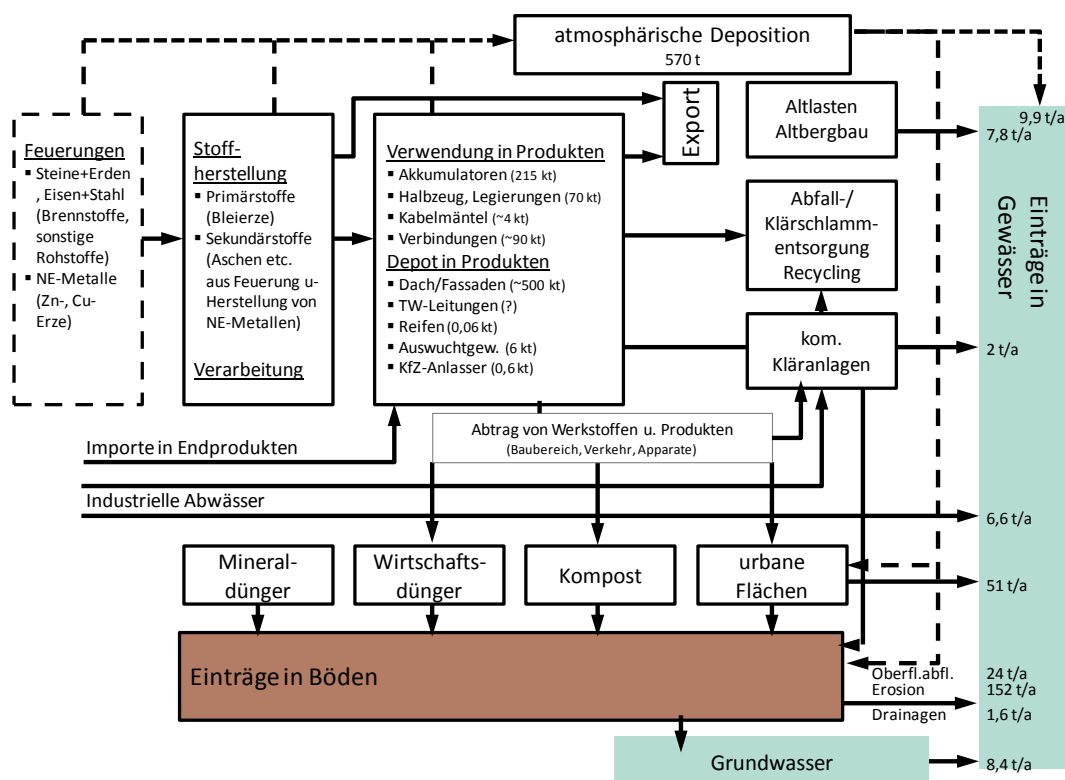 atmosphärische Deposition
570 t
9,9 t/a
Feuerungen
▪ Steine+Erden
, Eisen+Stahl
(Brennstoffe,
sonstige
Rohstoffe)
▪ NE-Metalle
(Zn-, Cu-
Erze)
Stoff-
herstellung
▪ Primärstoffe
(Bleierze)
▪ Sekundärstoffe
(Aschen etc.
aus Feuerung u-
Herstellung von
NE-Metallen)
Verarbeitung
Verwendung in Produkten
▪ Akkumulatoren (215 kt)
▪ Halbzeug, Legierungen (70 kt)
▪ Kabelmäntel (~4 kt)
▪ Verbindungen (~90 kt)
Depot in Produkten
▪ Dach/Fassaden (~500 kt)
▪ TW-Leitungen (?)
▪ Reifen (0,06 kt)
▪ Auswuchtgew. (6 kt)
▪ KfZ-Anlasser (0,6 kt)
Export
Altlasten
Altbergbau
7,8 t/a
Abfall-/
Klärschlamm-
entsorgung
Recycling
kom.
Kläranlagen
2 t/a
Einträge in
Gewässer
Abtrag von Werkstoffen u. Produkten
(Baubereich, Verkehr, Apparate)
Importe in Endprodukten
Industrielle Abwässer
6,6 t/a
Mineral-
dünger
Wirtschafts-
dünger
Kompost
urbane
Flächen
51 t/a
Einträge in Böden
Oberfl.abfl.
24 t/a
Erosion
152 t/a
Drainagen
1,6 t/a
Grundwasser
8,4 t/a